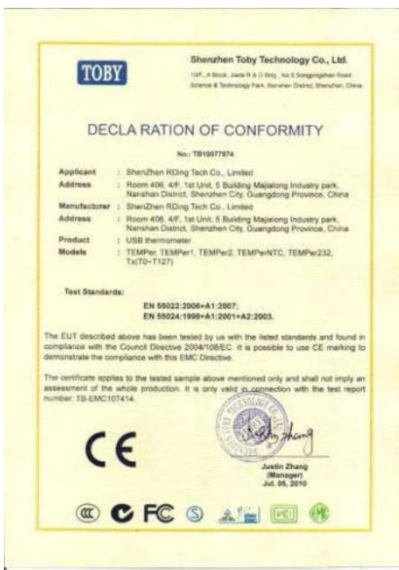 TOBY
Shenzhen Toby Technology Co., Ltd.
Science & Technology Park, Nanshan District, Shenzhen, China
DECLA RATION OF CONFORMITY
No.: TB10077974
Applicant : ShenZhen RDing Tech Co., Limited
Address : Room 406, 4/F, 1st Unit, 5 Building Majialong Industry park,
Nanshan District, Shenzhen City, Guangdong Province, China
Manufacturer : ShenZhen RDing Tech Co., Limited
Address : Room 406, 4/F, 1st Unit, 5 Building Majialong Industry park,
Nanshan District, Shenzhen City, Guangdong Province, China
Product : USB thermometer
Models : TEMPer, TEMPer1, TEMPer2, TEMPerNTC, TEMPer232,
Tx(T0~T127)
Test Standards:
EN 55022:2006+A1:2007;
EN 55024:1998+A1:2001+A2:2003.
The EUT described above has been tested by us with the listed standards and found in
compliance with the Council Directive 2004/108/EC. It is possible to use CE marking to
demonstrate the compliance with this EMC Directive.
The certificate applies to the tested sample above mentioned only and shall not imply an
assessment of the whole production. It is only valid in connection with the test report
number: TB-EMC107414.
CE
Justin Zhang
(Manager)
Jul. 05, 2010
FC